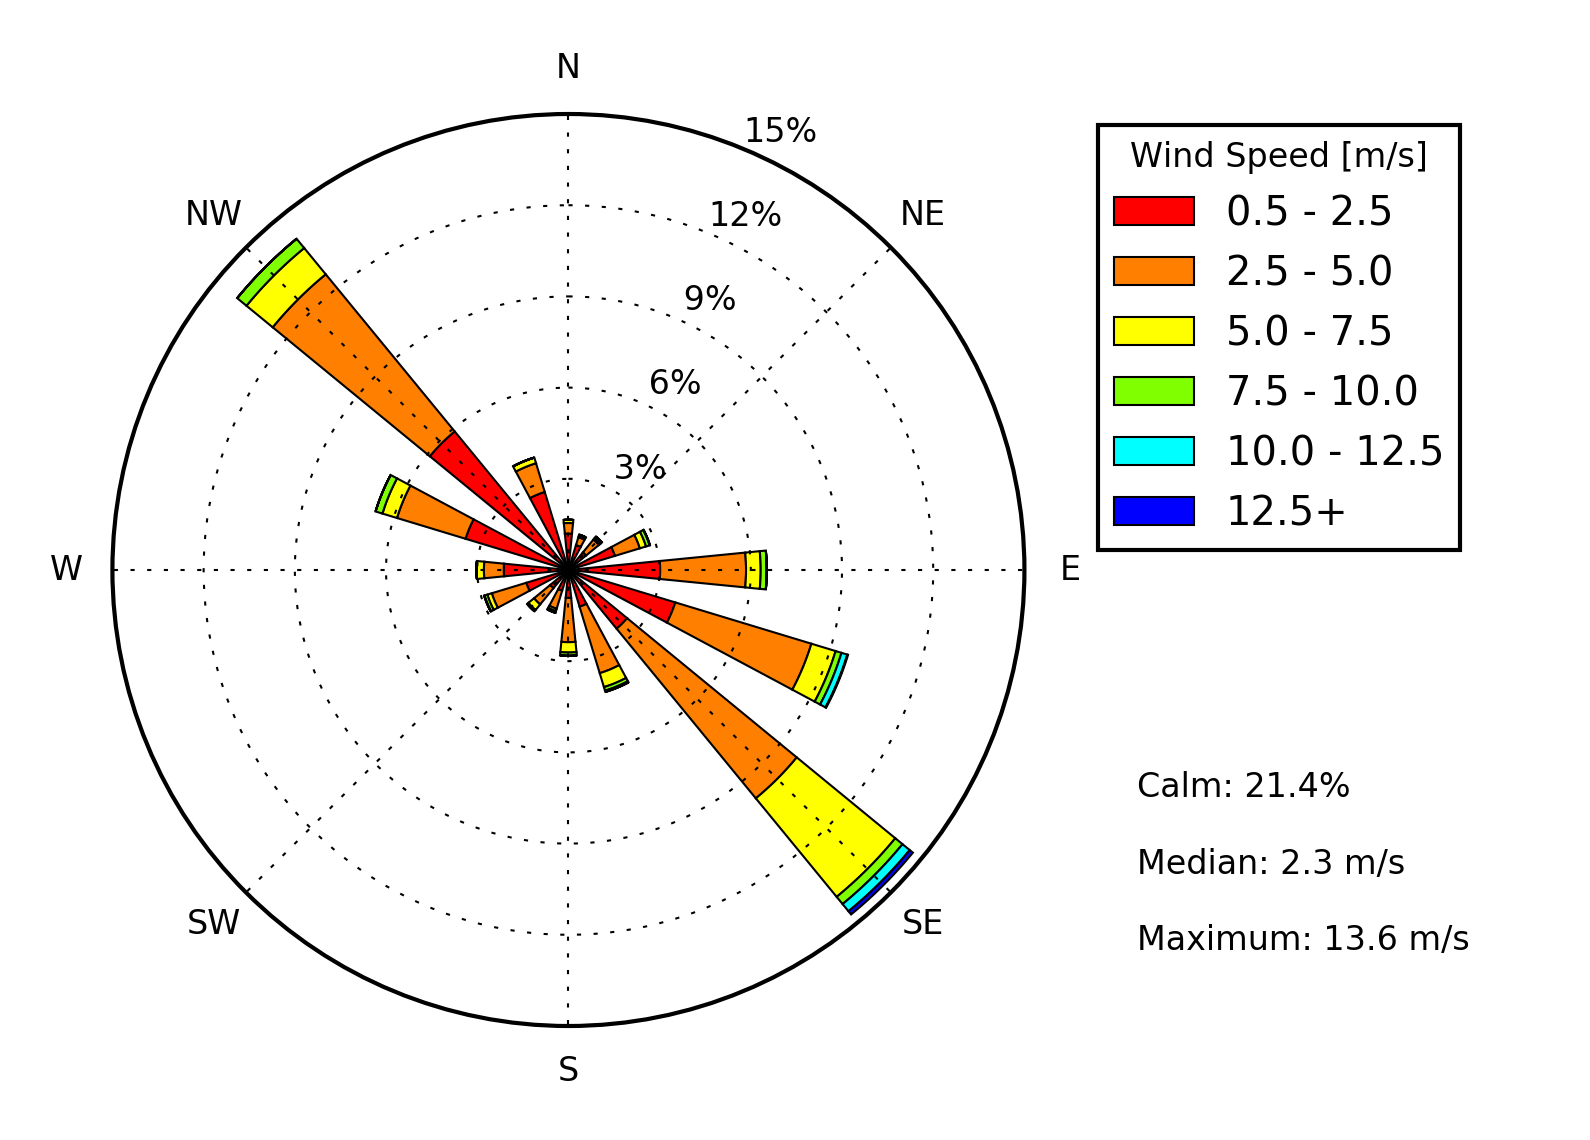 N
15%
NW
12%
NE
9%
6%
3%
W
E
SW
SE
S
Wind Speed [m/s]
0.5 - 2.5
2.5 - 5.0
5.0 - 7.5
7.5 - 10.0
10.0 - 12.5
12.5+
Calm: 21.4%
Median: 2.3 m/s
Maximum: 13.6 m/s